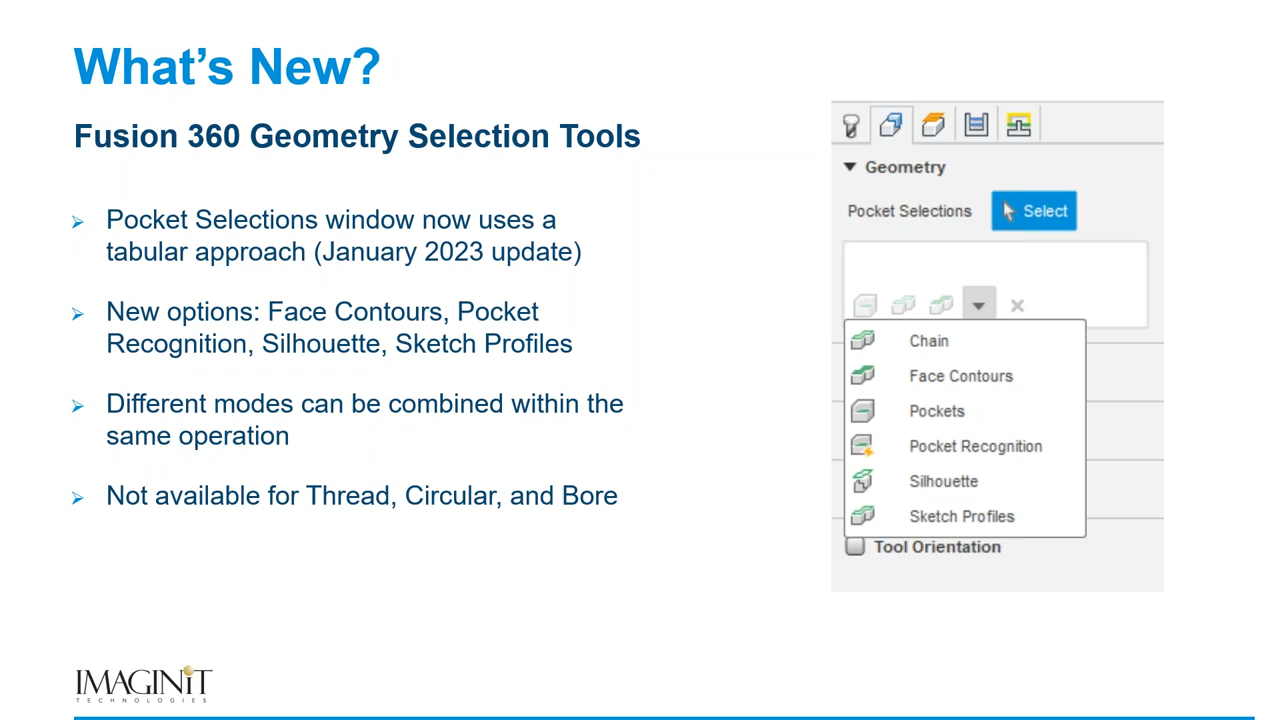 What's New?
Fusion 360 Geometry Selection Tools
Pocket Selections window now uses a
tabular approach (January 2023 update)
New options: Face Contours, Pocket
Recognition, Silhouette, Sketch Profiles
Different modes can be combined within the
same operation
Not available for Thread, Circular, and Bore
Geometry
Pocket Selections Select
Chain
Face Contours
Pockets
Pocket Recognition
Silhouette
Sketch Profiles
Tool Orientation
IMAGINiT
TECHNOLOGIES